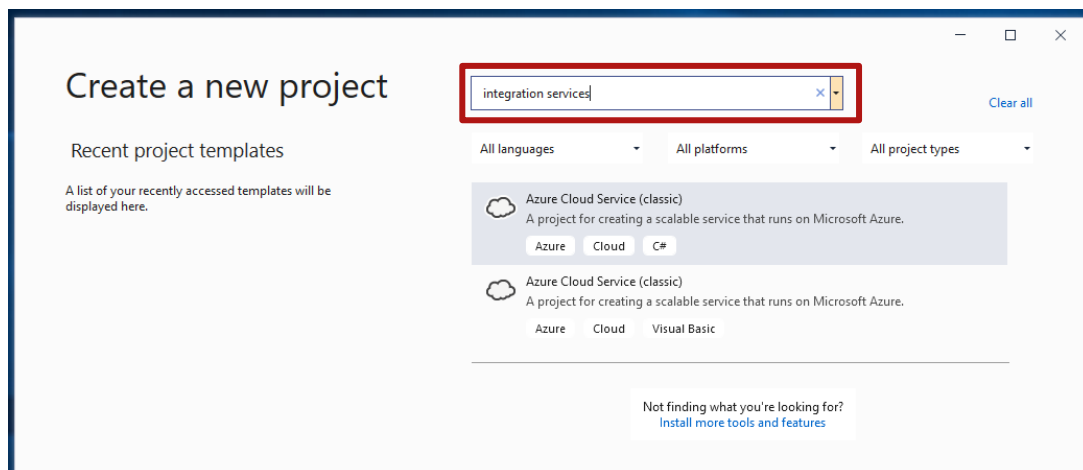 Create a new project
integration services
Clear all
Recent project templates
A list of your recently accessed templates will be
displayed here.
All languages
All platforms
All project types
Azure Cloud Service (classic)
A project for creating a scalable service that runs on Microsoft Azure.
Azure Cloud C#
Azure Cloud Service (classic)
A project for creating a scalable service that runs on Microsoft Azure.
Azure Cloud Visual Basic
Not finding what you're looking for?
Install more tools and features